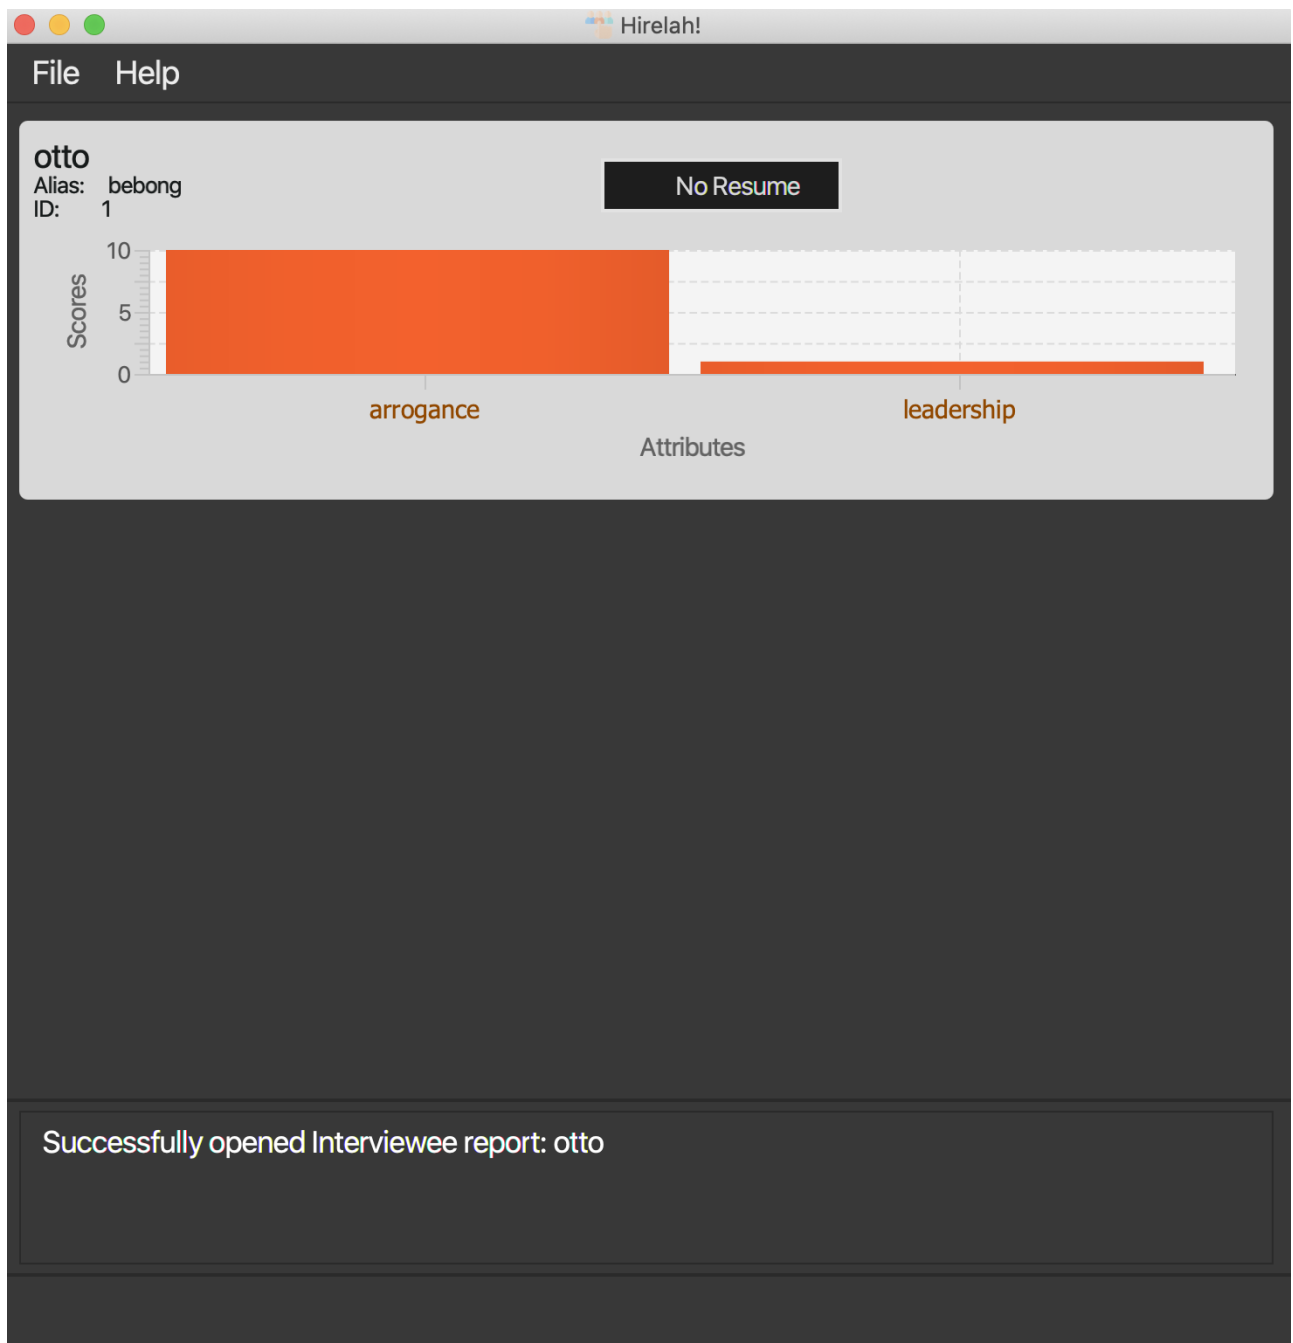 Hirelah!
File Help
otto
Alias: bebong
ID: 1
No Resume
10
5
0
Scores
arrogance leadership
Attributes
Successfully opened Interviewee report: otto